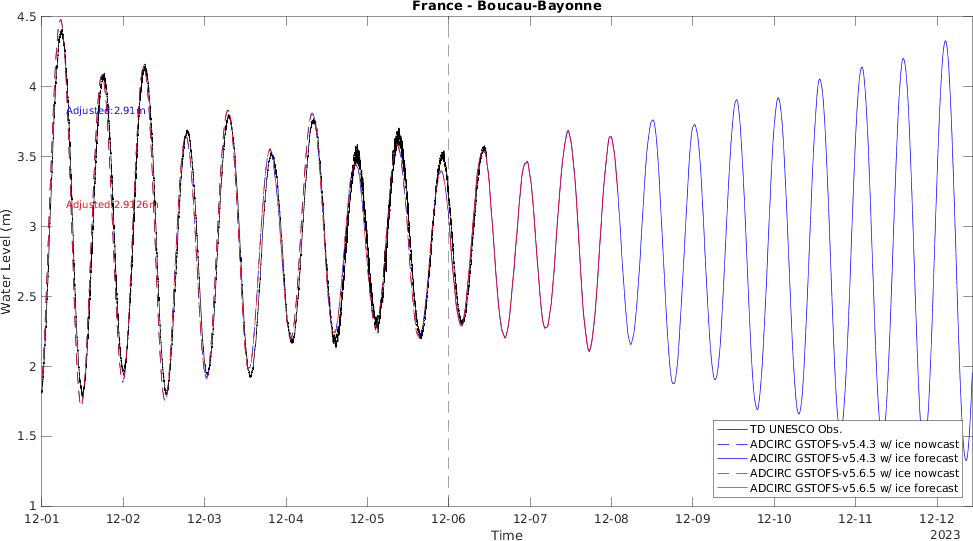 France - Boucau-Bayonne
4.5
4
3.5
3
2.5
2
1.5
1
Water Level (m)
Adjusted:2.91m
Adjusted:2.9126m
TD UNESCO Obs.
ADCIRC GSTOFS-v5.4.3 w/ ice nowcast
ADCIRC GSTOFS-v5.4.3 w/ ice forecast
ADCIRC GSTOFS-v5.6.5 w/ ice nowcast
ADCIRC GSTOFS-v5.6.5 w/ ice forecast
12-01 12-02 12-03 12-04 12-05 12-06 12-07 12-08 12-09 12-10 12-11 12-12
Time
2023